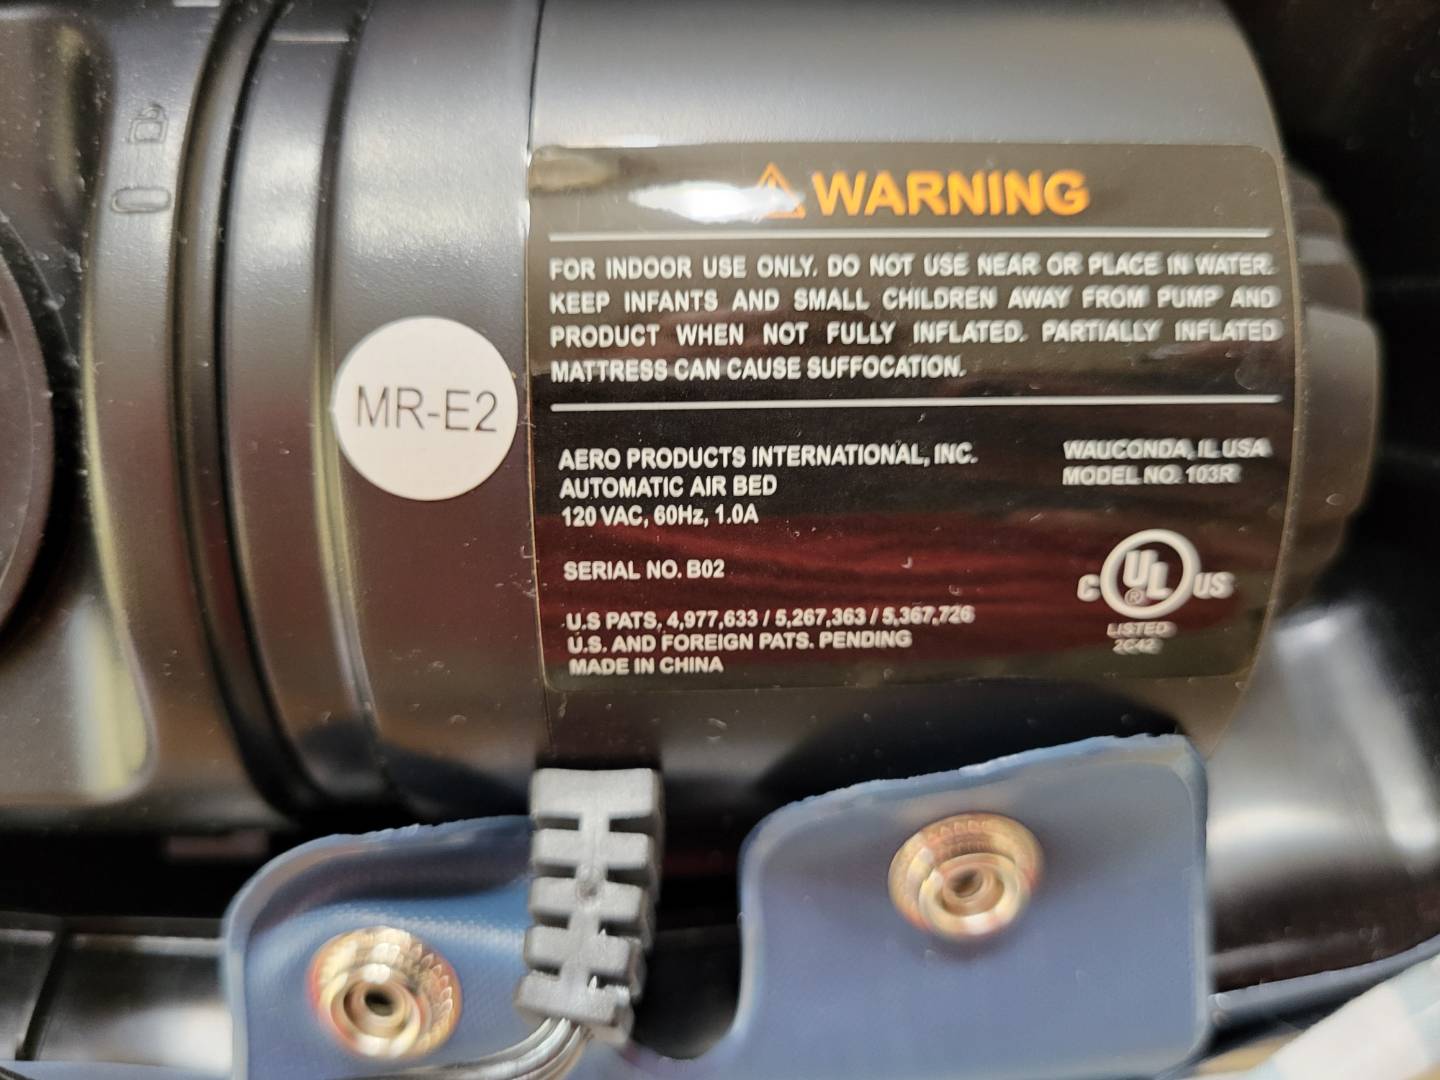 WARNING
FOR INDOOR USE ONLY. DO NOT USE NEAR OR PLACE IN WATER.
KEEP INFANTS AND SMALL CHILDREN AWAY FROM PUMP AND
PRODUCT WHEN NOT FULLY INFLATED. PARTIALLY INFLATED
MATTRESS CAN CAUSE SUFFOCATION.
MR-E2
AERO PRODUCTS INTERNATIONAL, INC.
AUTOMATIC AIR BED
120 VAC, 60Hz, 1.0A
WAUCONDA, IL USA
MODEL NO. 103R
SERIAL NO. B02
U.S PATS, 4,977,633 / 5,267,363 / 5,367,726
U.S. AND FOREIGN PATS. PENDING
MADE IN CHINA
C UL ® US
LISTED
2C42